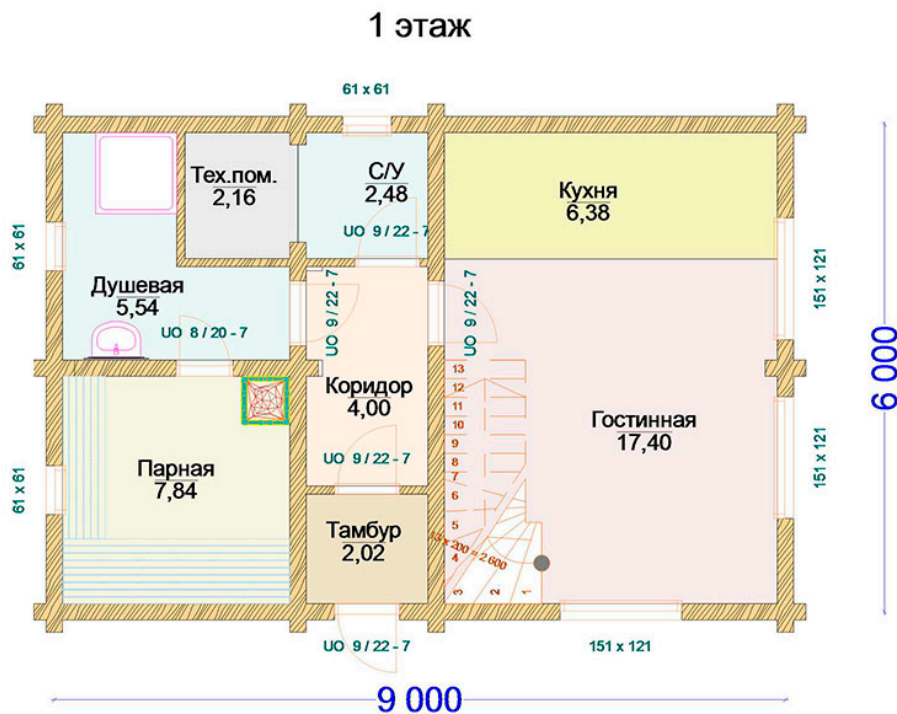 1 этаж
61 x 61
Тех.пом.
2,16
С/У
2,48
Кухня
6,38
UO 9 / 22 - 7
61 x 61
151 x 121
Душевая
5,54
UO 8 / 20 - 7
UO 9 / 22 - 7
UO 9 / 22 - 7
6 000
13
12
11
10
9
8
7
6
5
4
3
2
1
13 x 200 = 2 600
Коридор
4,00
Гостинная
17,40
151 x 121
UO 9 / 22 - 7
Парная
7,84
61 x 61
Тамбур
2,02
UO 9 / 22 - 7
151 x 121
9 000